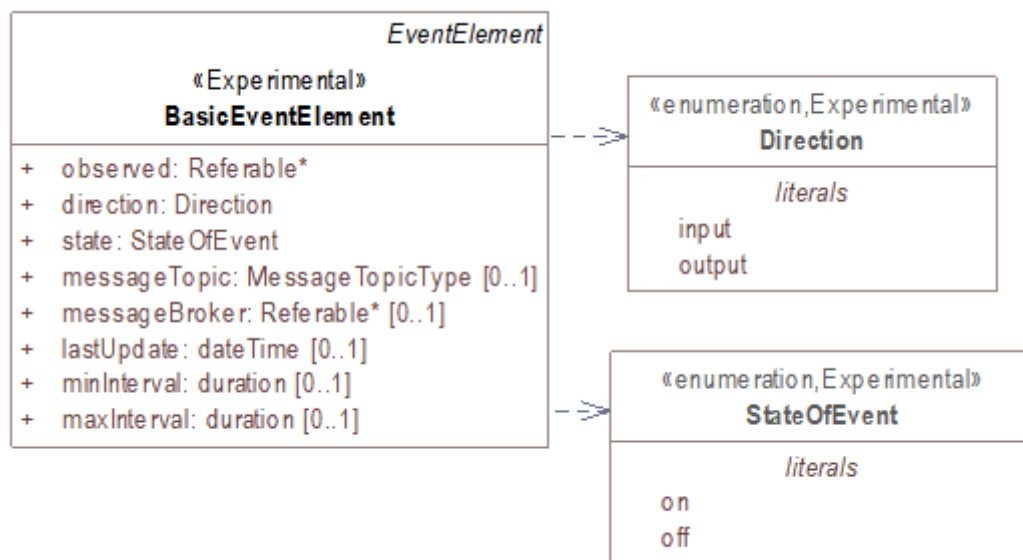 EventElement
«Experimental»
BasicEventElement
+ observed: Referable*
+ direction: Direction
+ state: StateOfEvent
+ messageTopic: MessageTopicType [0..1]
+ messageBroker: Referable* [0..1]
+ lastUpdate: dateTime [0..1]
+ minInterval: duration [0..1]
+ maxInterval: duration [0..1]
«enumeration,Experimental»
Direction
literals
input
output
«enumeration,Experimental»
StateOfEvent
literals
on
off